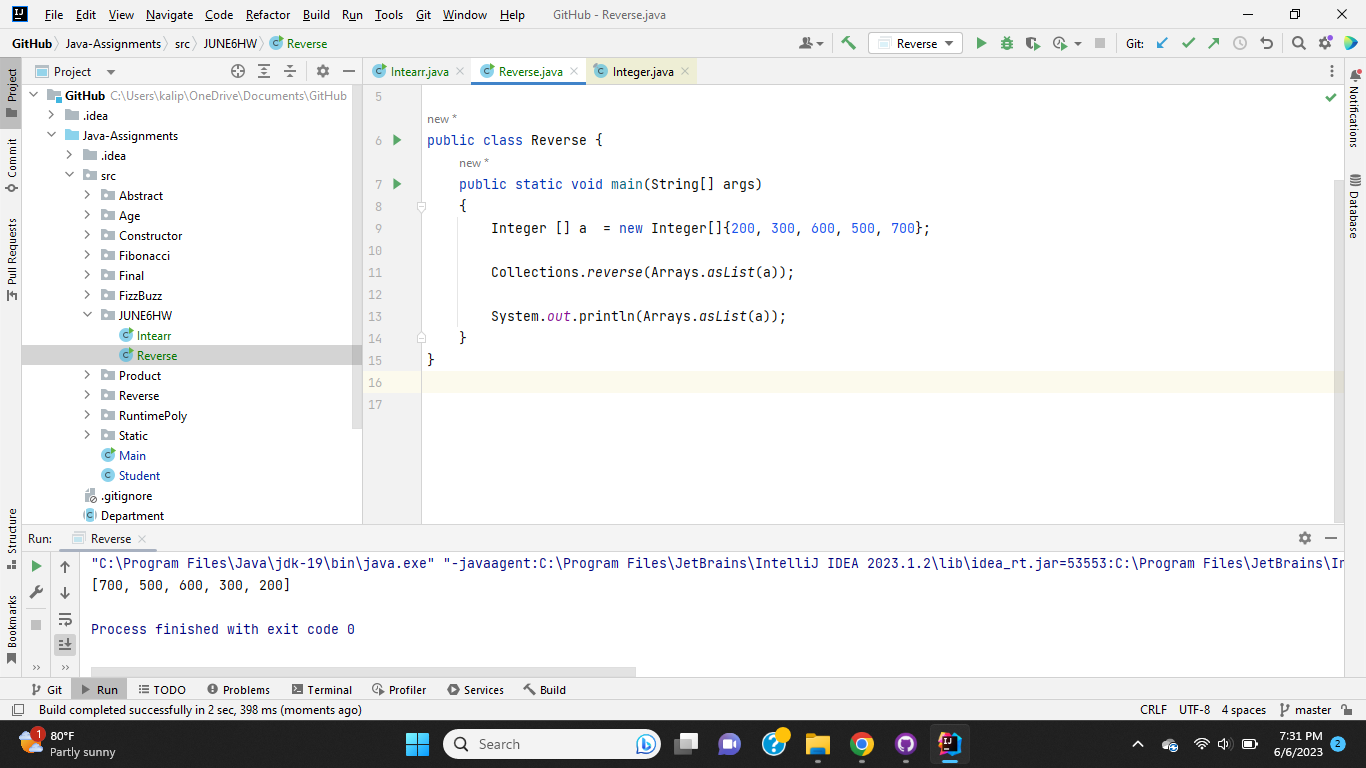 File Edit View Navigate Code Refactor Build Run Tools Git Window Help GitHub - Reverse.java
GitHub Java-Assignments src JUNE6HW Reverse Reverse Git:
Project Intearr.java Reverse.java Integer.java
Project
Commit
Pull Requests
Structure
Bookmarks
GitHub C:\Users\kalip\OneDrive\Documents\GitHub
.idea
Java-Assignments
.idea
src
Abstract
Age
Constructor
Fibonacci
Final
FizzBuzz
JUNE6HW
Intearr
Reverse
Product
Reverse
RuntimePoly
Static
Main
Student
.gitignore
Department
5
new *
6 public class Reverse {
new *
7 public static void main(String[] args)
8 {
9 Integer [] a  = new Integer[]{200, 300, 600, 500, 700};
10
11 Collections.reverse(Arrays.asList(a));
12
13 System.out.println(Arrays.asList(a));
14 }
15 }
16
17
Notifications
Database
Run: Reverse
"C:\Program Files\Java\jdk-19\bin\java.exe" "-javaagent:C:\Program Files\JetBrains\IntelliJ IDEA 2023.1.2\lib\idea_rt.jar=53553:C:\Program Files\JetBrains\In
[700, 500, 600, 300, 200]
Process finished with exit code 0
Git Run TODO Problems Terminal Profiler Services Build
Build completed successfully in 2 sec, 398 ms (moments ago) CRLF UTF-8 4 spaces master
1 80°F
Partly sunny
Search
7:31 PM
6/6/2023 2